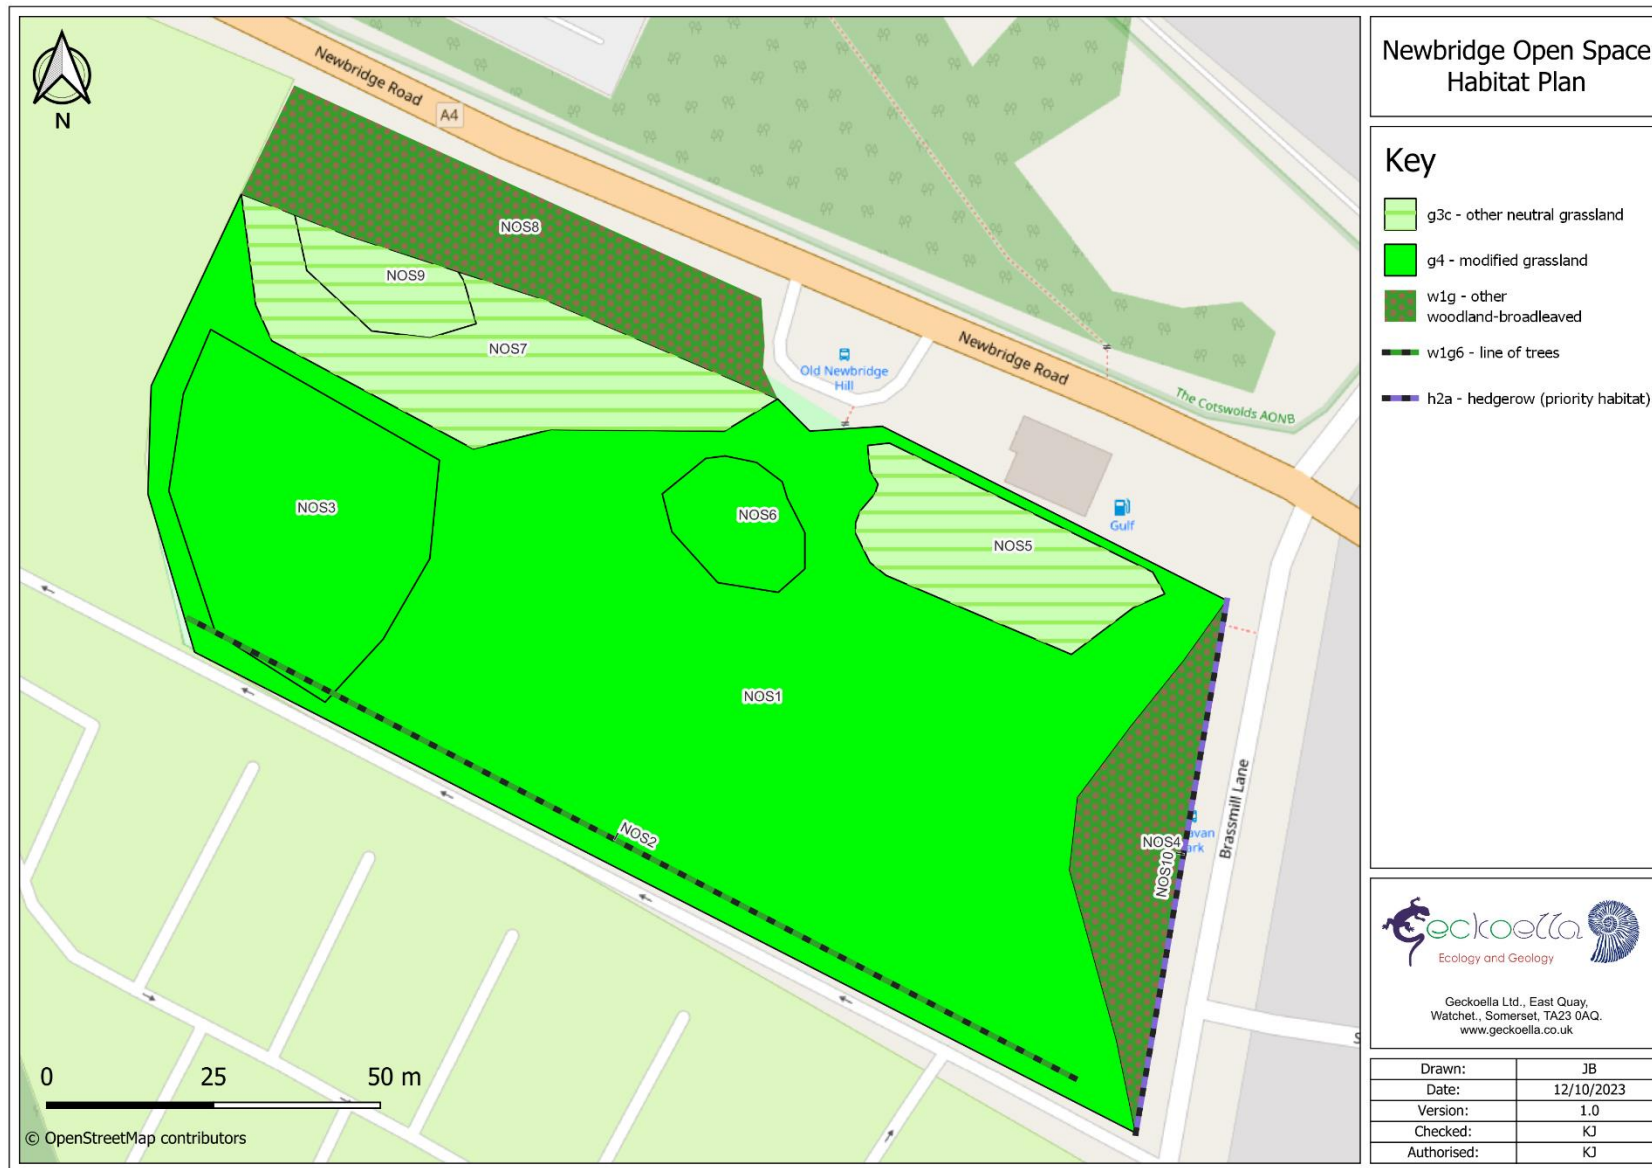 Newbridge Open Space
Habitat Plan
Key
g3c - other neutral grassland
g4 - modified grassland
w1g - other
woodland-broadleaved
w1g6 - line of trees
h2a - hedgerow (priority habitat)
N
Newbridge Road
A4
NOS8
NOS9
NOS7
Old Newbridge
Hill
Newbridge Road
The Cotswolds AONB
NOS3
NOS6
NOS5
Gulf
NOS1
NOS2
NOS4
NOS10
Brassmill Lane
0 25 50 m
© OpenStreetMap contributors
Geckoella
Ecology and Geology
Geckoella Ltd., East Quay,
Watchet., Somerset, TA23 0AQ.
www.geckoella.co.uk
Drawn: JB
Date: 12/10/2023
Version: 1.0
Checked: KJ
Authorised: KJ